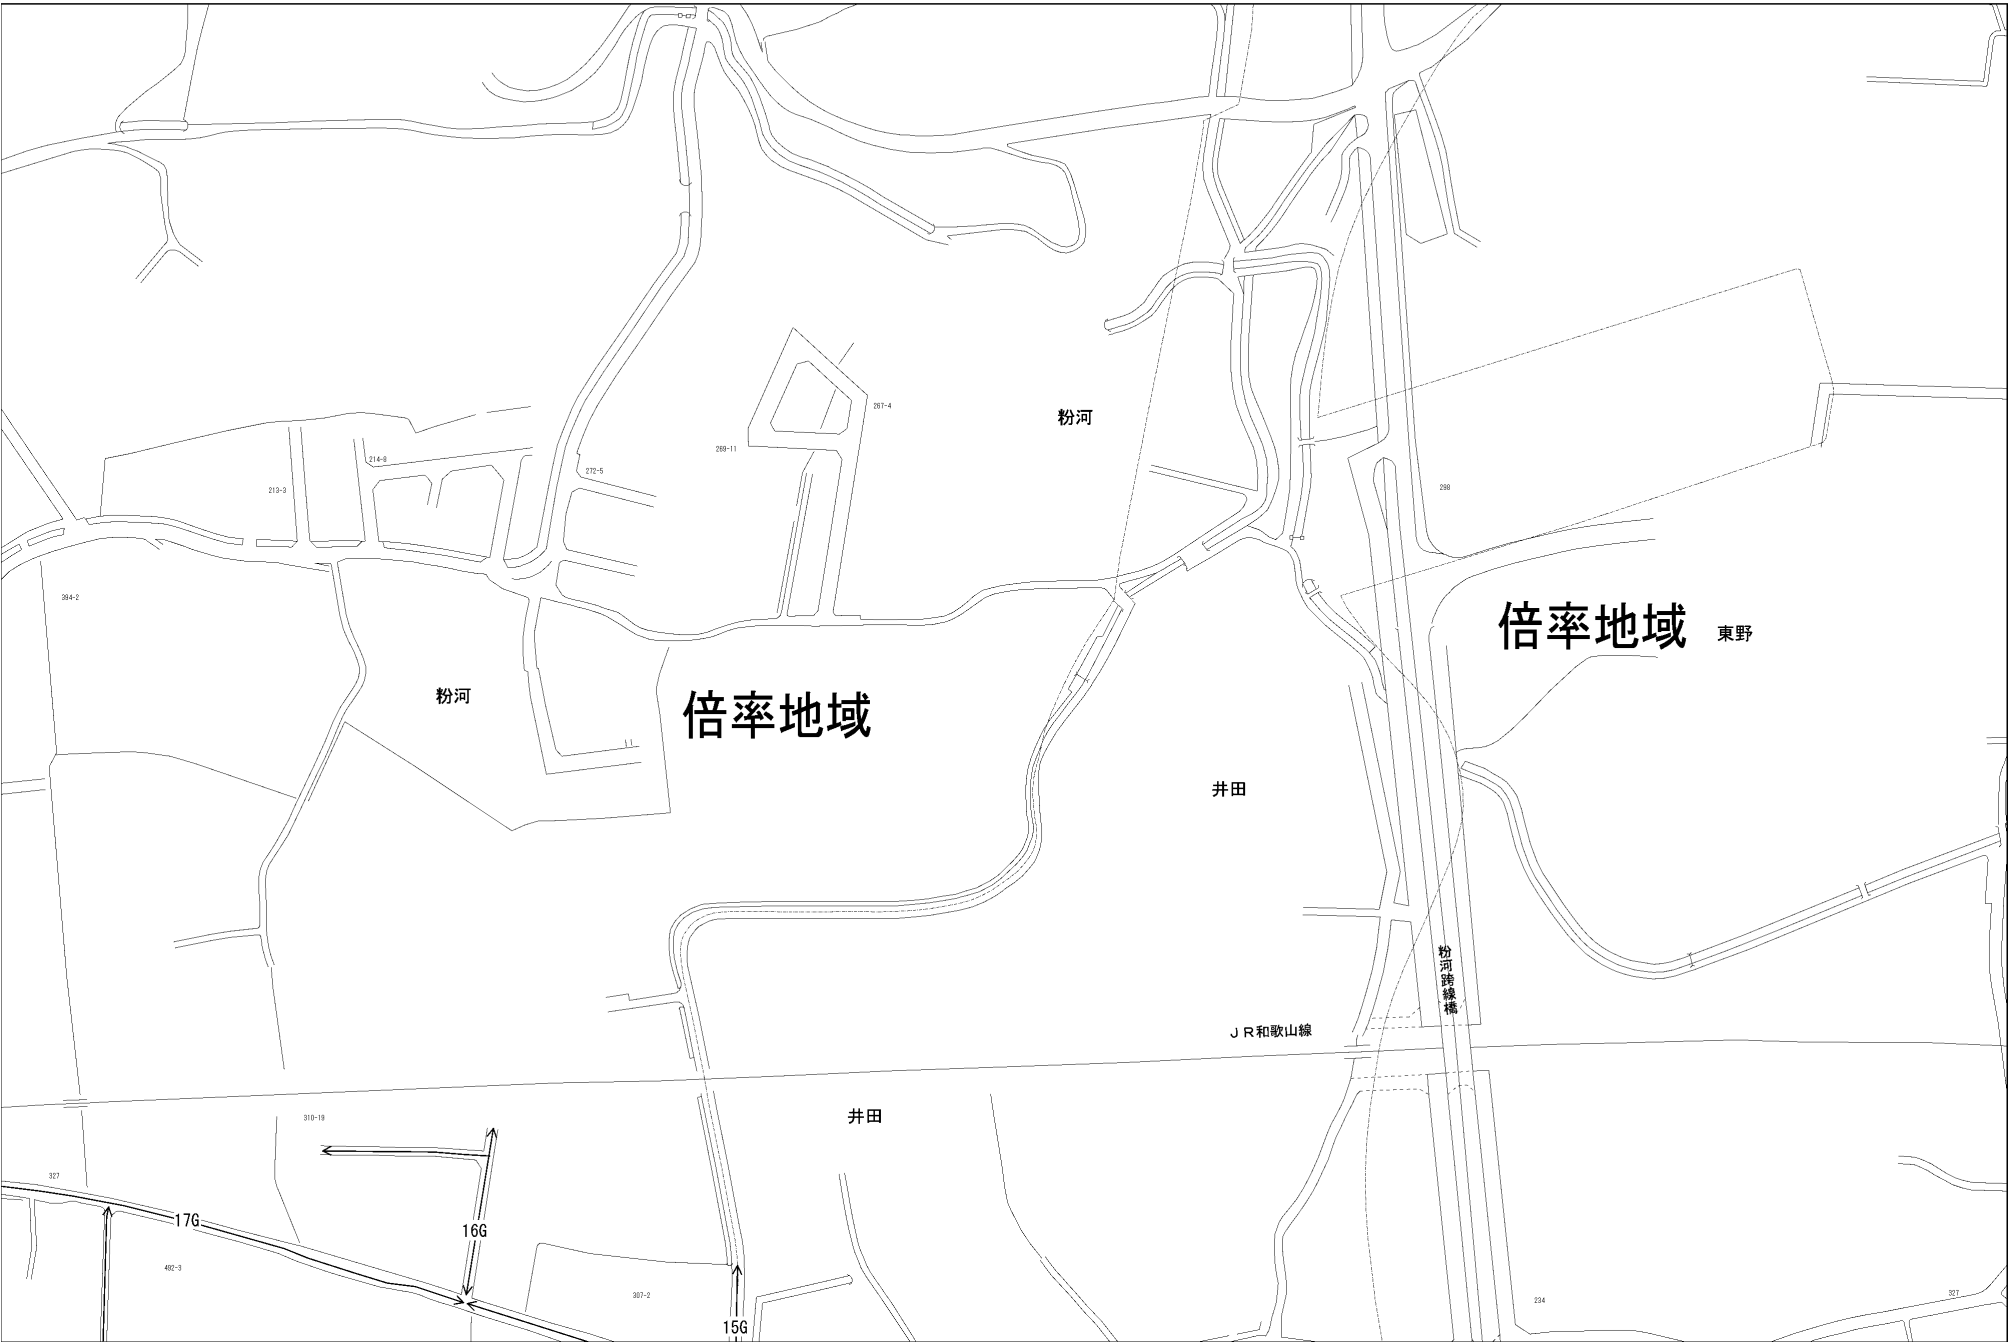 267-4
粉河
269-11
214-6
272-5
213-3
298
394-2
倍率地域
東野
粉河
倍率地域
井田
粉河跨線橋
JR和歌山線
310-19
井田
327
17G
16G
492-3
307-2
327
234
15G